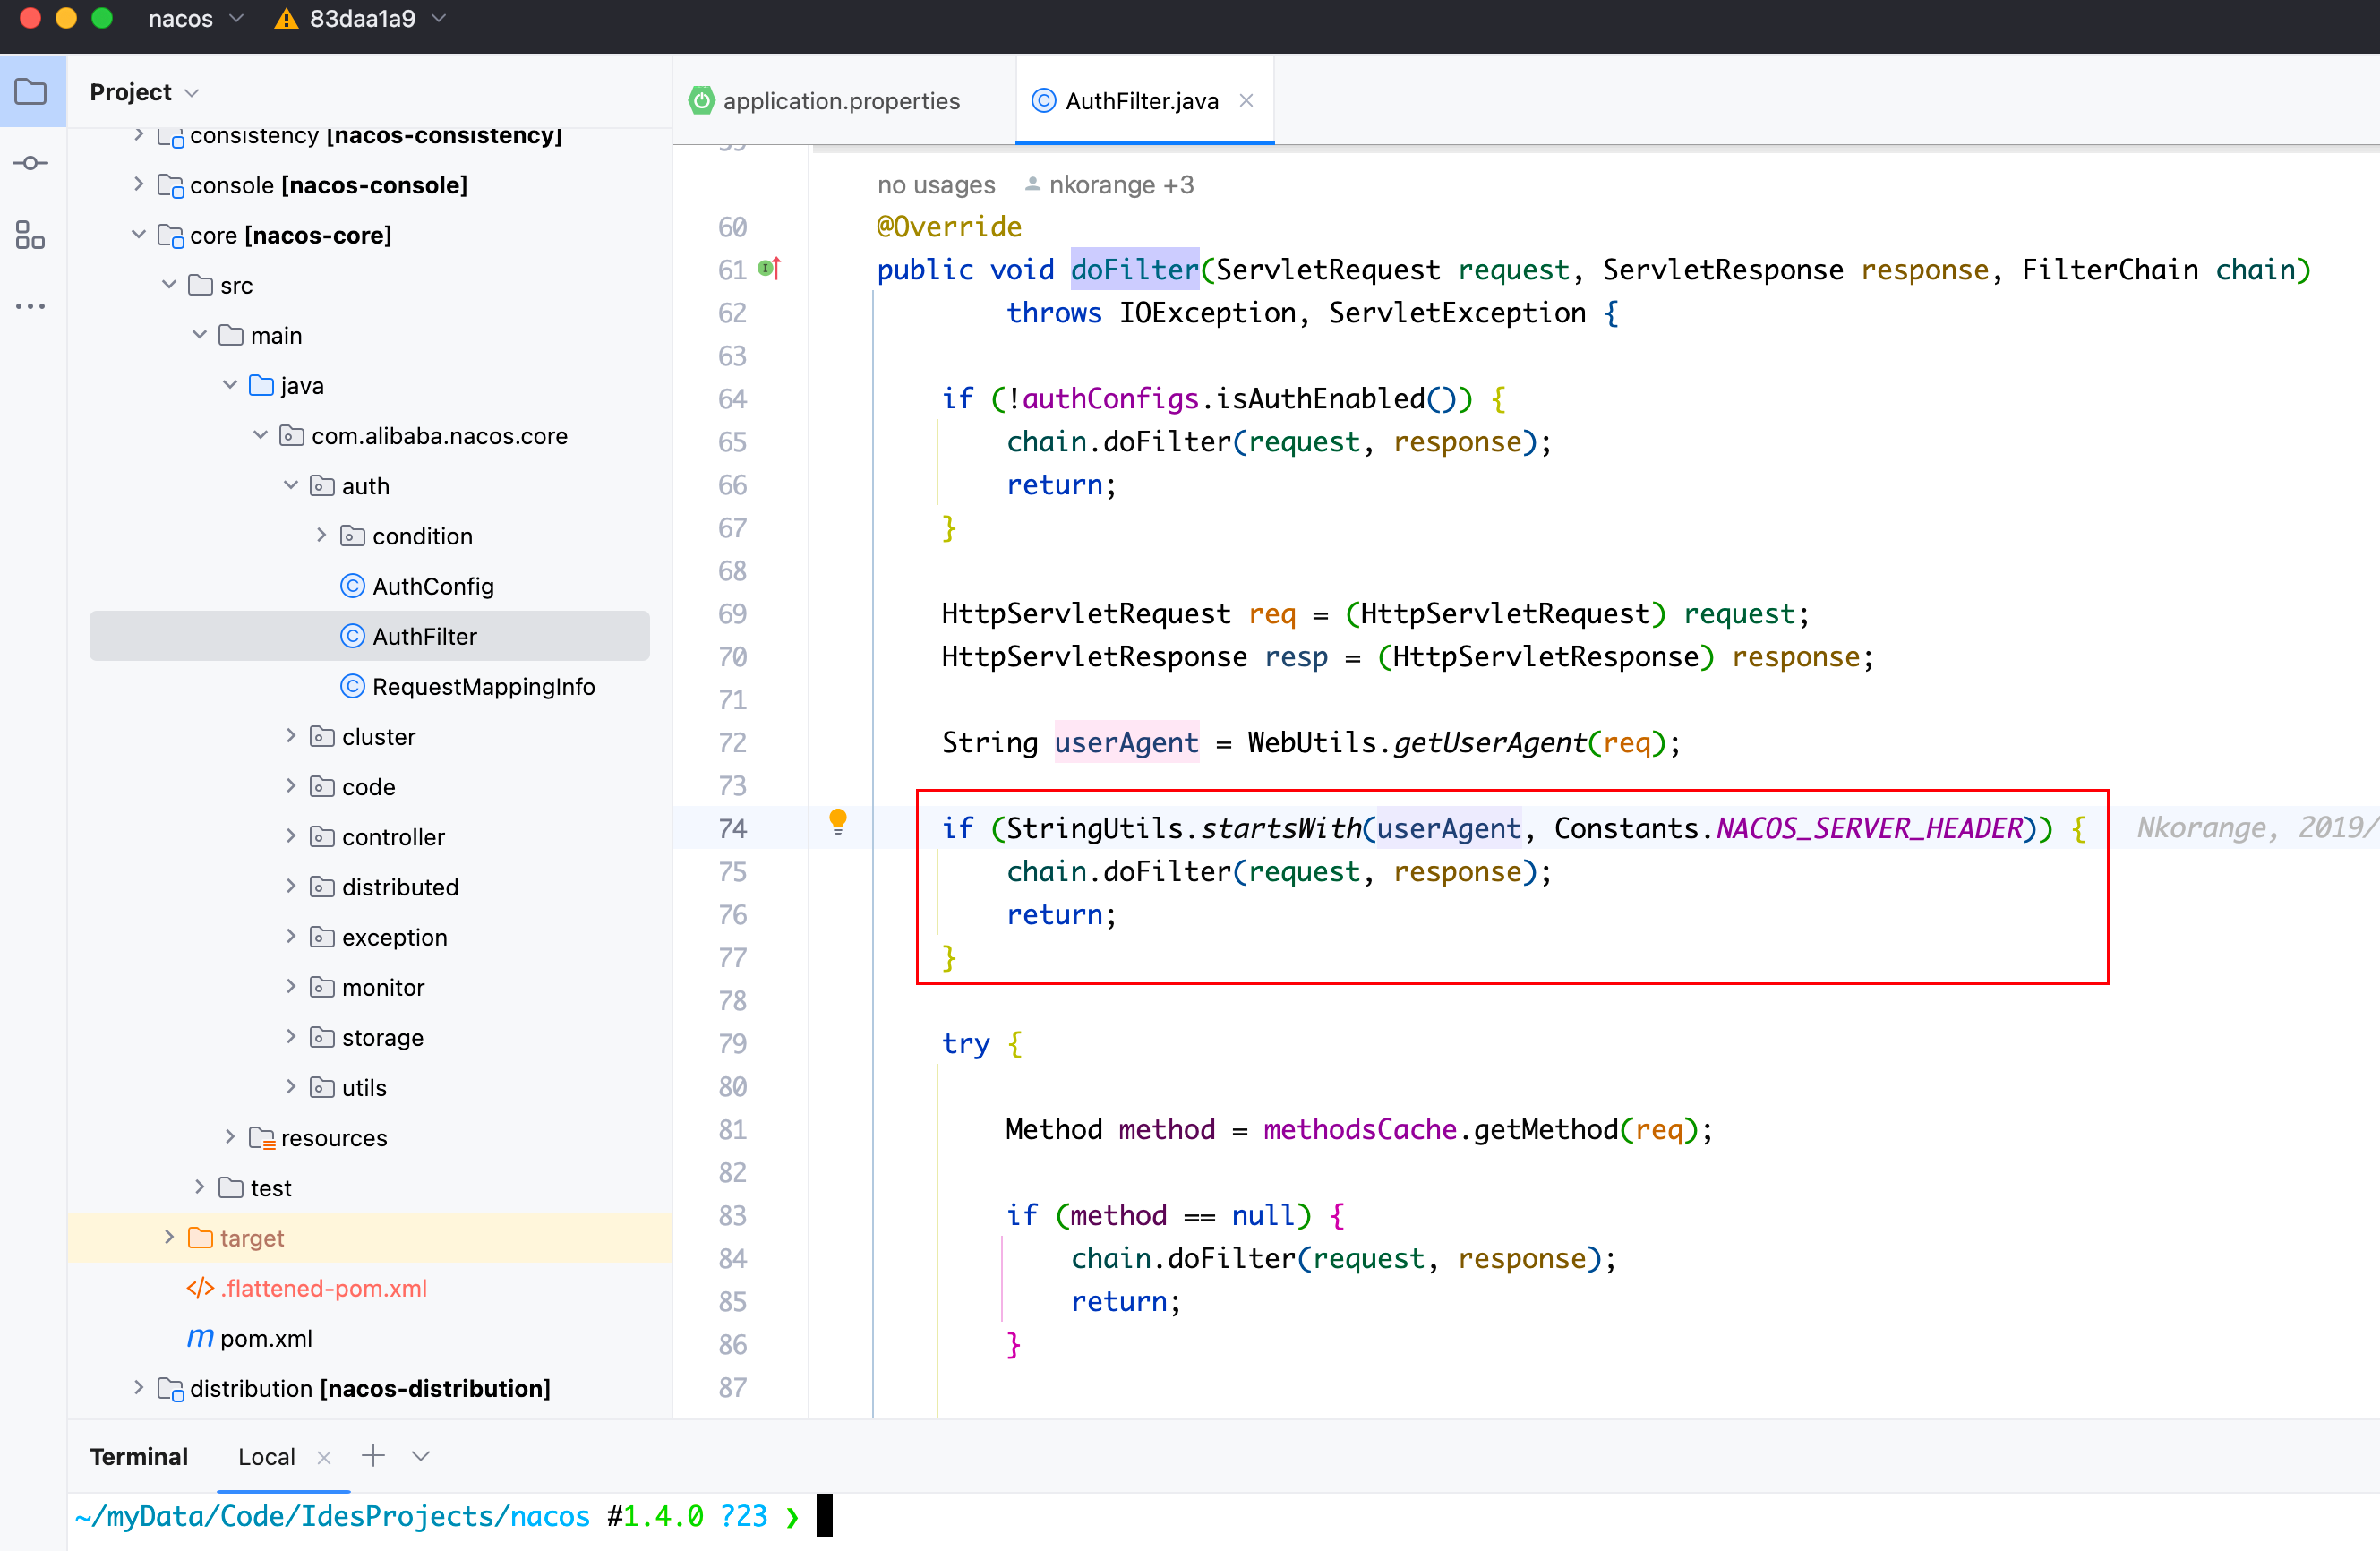 nacos 83daa1a9
Project
consistency [nacos-consistency]
console [nacos-console]
core [nacos-core]
src
main
java
com.alibaba.nacos.core
auth
condition
AuthConfig
AuthFilter
RequestMappingInfo
cluster
code
controller
distributed
exception
monitor
storage
utils
resources
test
target
.flattened-pom.xml
pom.xml
distribution [nacos-distribution]
application.properties
AuthFilter.java
no usages nkorange +3
60 @Override
61 public void doFilter(ServletRequest request, ServletResponse response, FilterChain chain)
62 throws IOException, ServletException {
63
64 if (!authConfigs.isAuthEnabled()) {
65 chain.doFilter(request, response);
66 return;
67 }
68
69 HttpServletRequest req = (HttpServletRequest) request;
70 HttpServletResponse resp = (HttpServletResponse) response;
71
72 String userAgent = WebUtils.getUserAgent(req);
73
74 if (StringUtils.startsWith(userAgent, Constants.NACOS_SERVER_HEADER)) { Nkorange, 2019/
75 chain.doFilter(request, response);
76 return;
77 }
78
79 try {
80
81 Method method = methodsCache.getMethod(req);
82
83 if (method == null) {
84 chain.doFilter(request, response);
85 return;
86 }
87
Terminal Local
~/myData/Code/IdesProjects/nacos #1.4.0 ?23 ❯